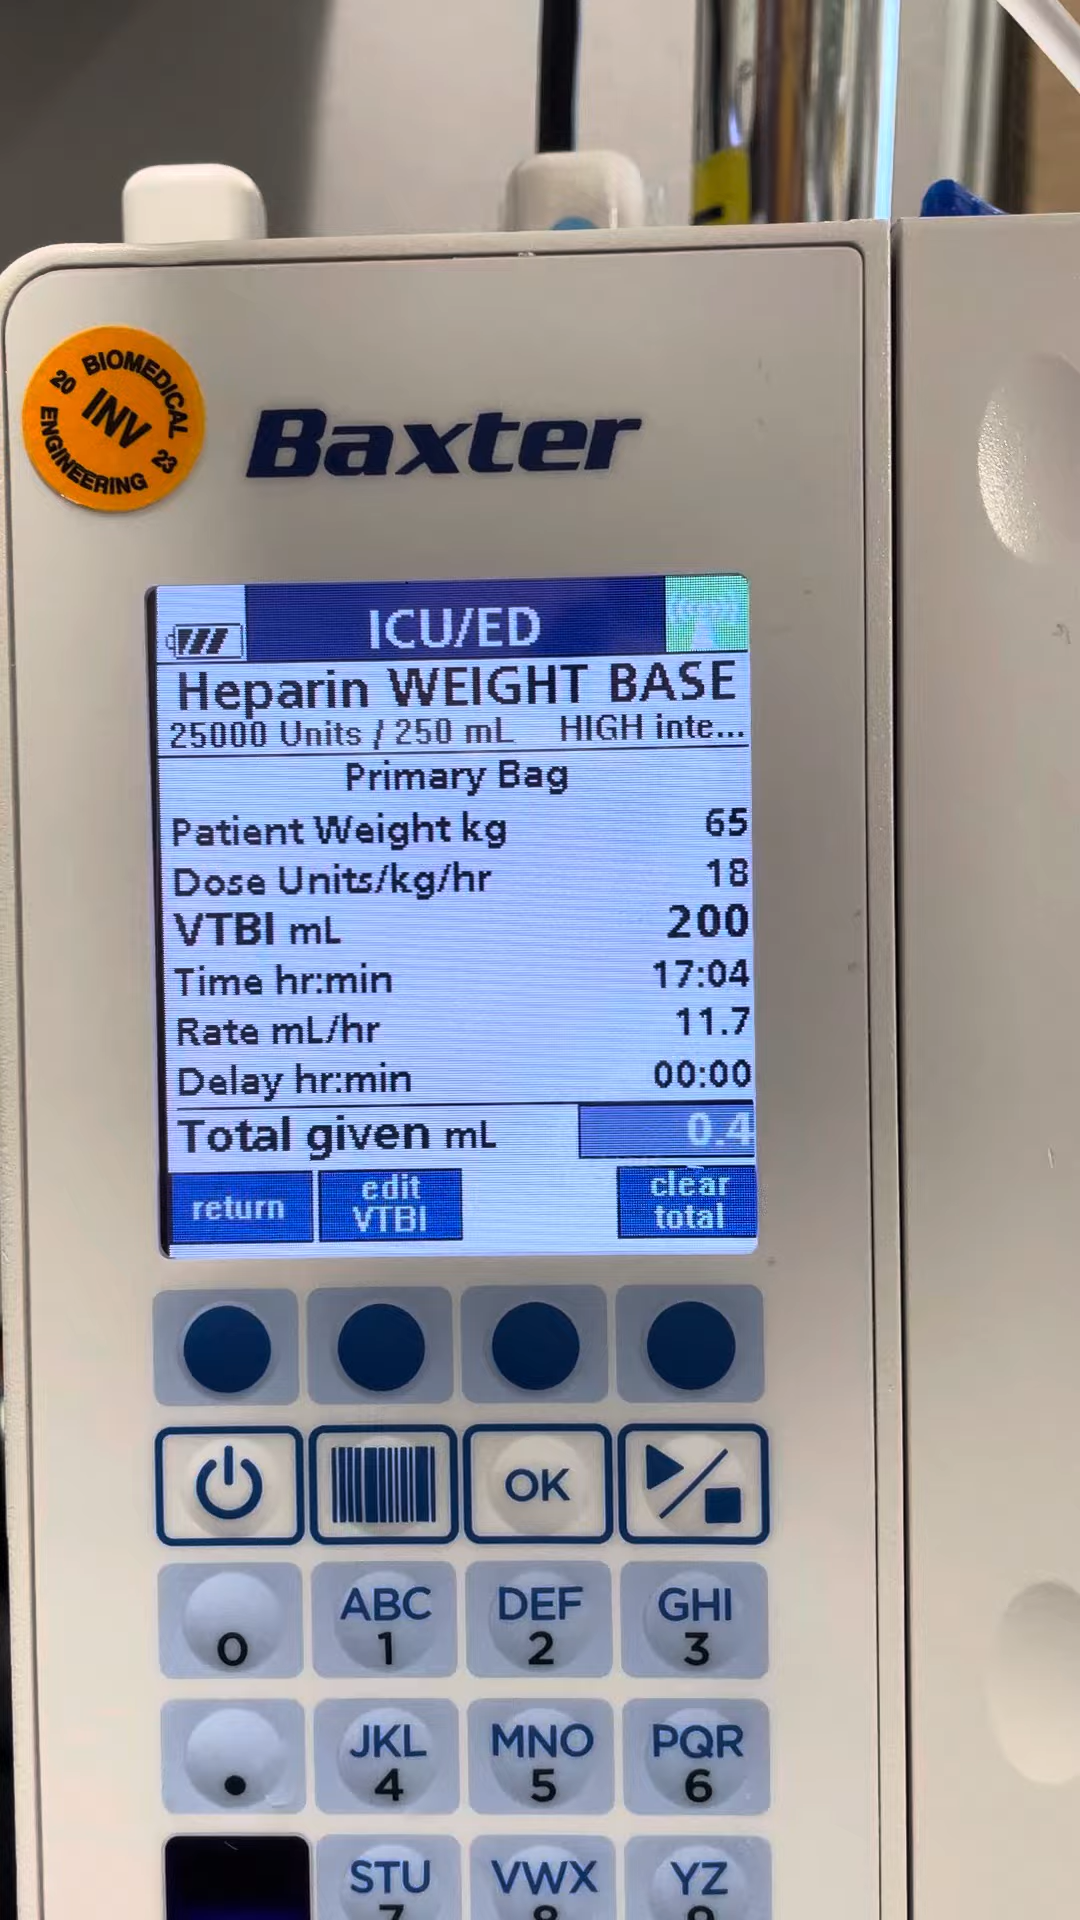 BIOMEDICAL
20 INV 23
ENGINEERING
Baxter
ICU/ED
Heparin WEIGHT BASE
25000 Units / 250 mL HIGH inte...
Primary Bag
Patient Weight kg 65
Dose Units/kg/hr 18
VTBI mL 200
Time hr:min 17:04
Rate mL/hr 11.7
Delay hr:min 00:00
Total given mL 0.4
return edit VTBI clear total
OK
0 ABC 1 DEF 2 GHI 3
. JKL 4 MNO 5 PQR 6
STU 7 VWX 8 YZ 9